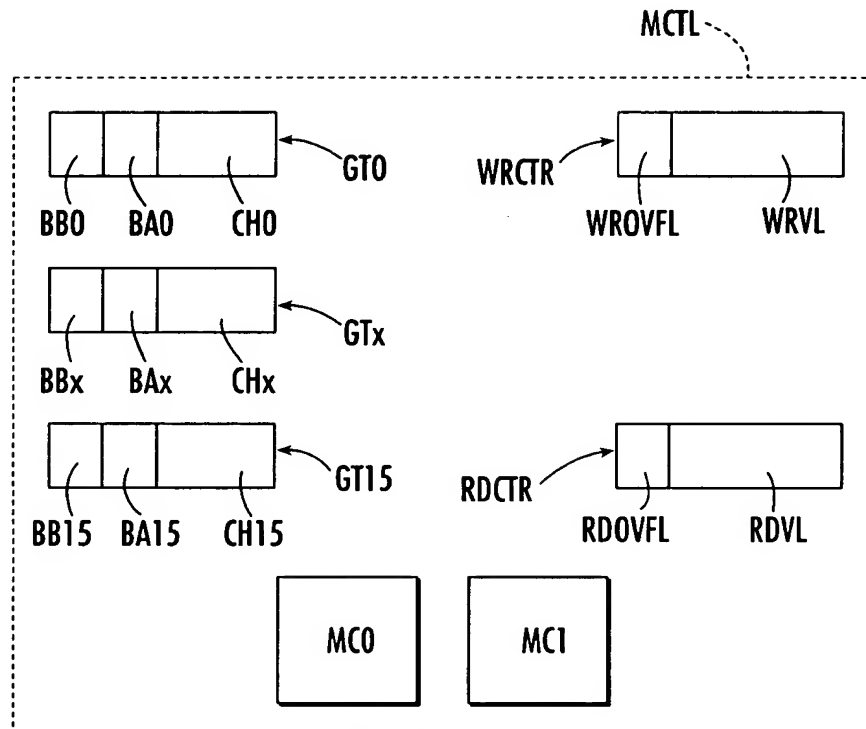 MCTL
GT0
WRCTR
BB0 BA0 CH0
WROVFL WRVL
GTx
BBx BAx CHx
GT15
RDCTR
BB15 BA15 CH15
RDOVFL RDVL
MC0 MC1